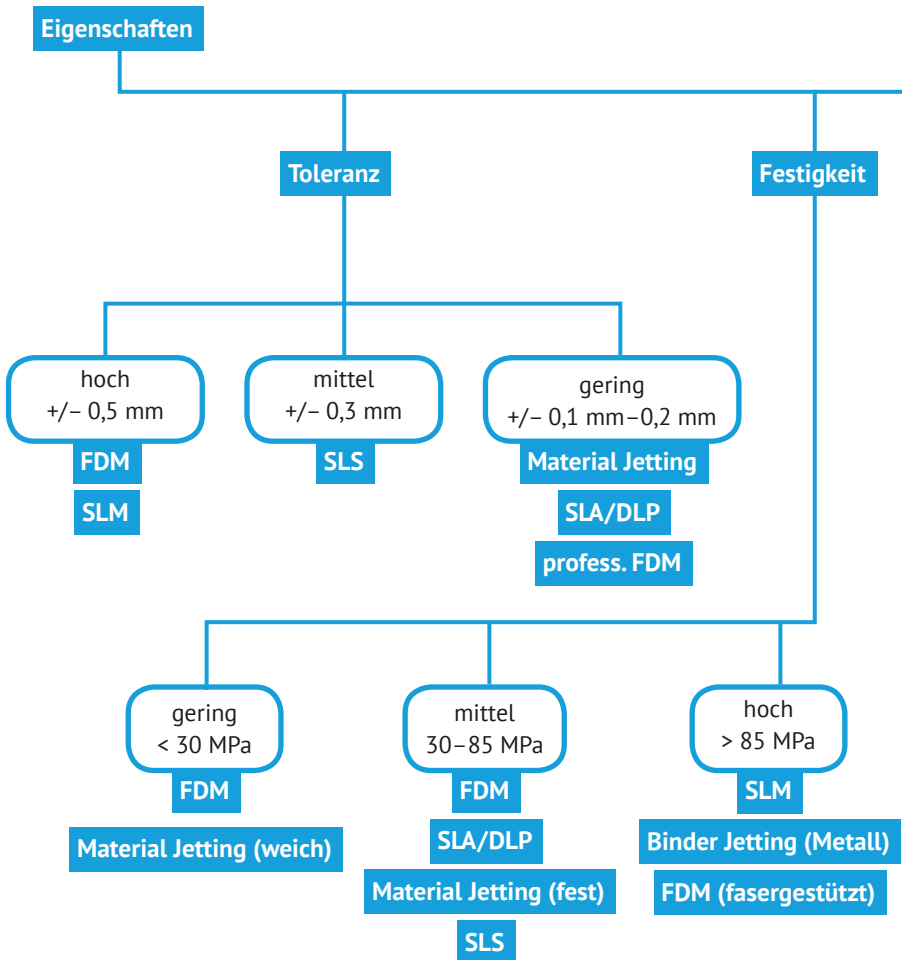 Eigenschaften
Toleranz
Festigkeit
hoch
+/– 0,5 mm
FDM
SLM
mittel
+/– 0,3 mm
SLS
gering
+/– 0,1 mm–0,2 mm
Material Jetting
SLA/DLP
profess. FDM
gering
< 30 MPa
FDM
Material Jetting (weich)
mittel
30–85 MPa
FDM
SLA/DLP
Material Jetting (fest)
SLS
hoch
> 85 MPa
SLM
Binder Jetting (Metall)
FDM (fasergestützt)